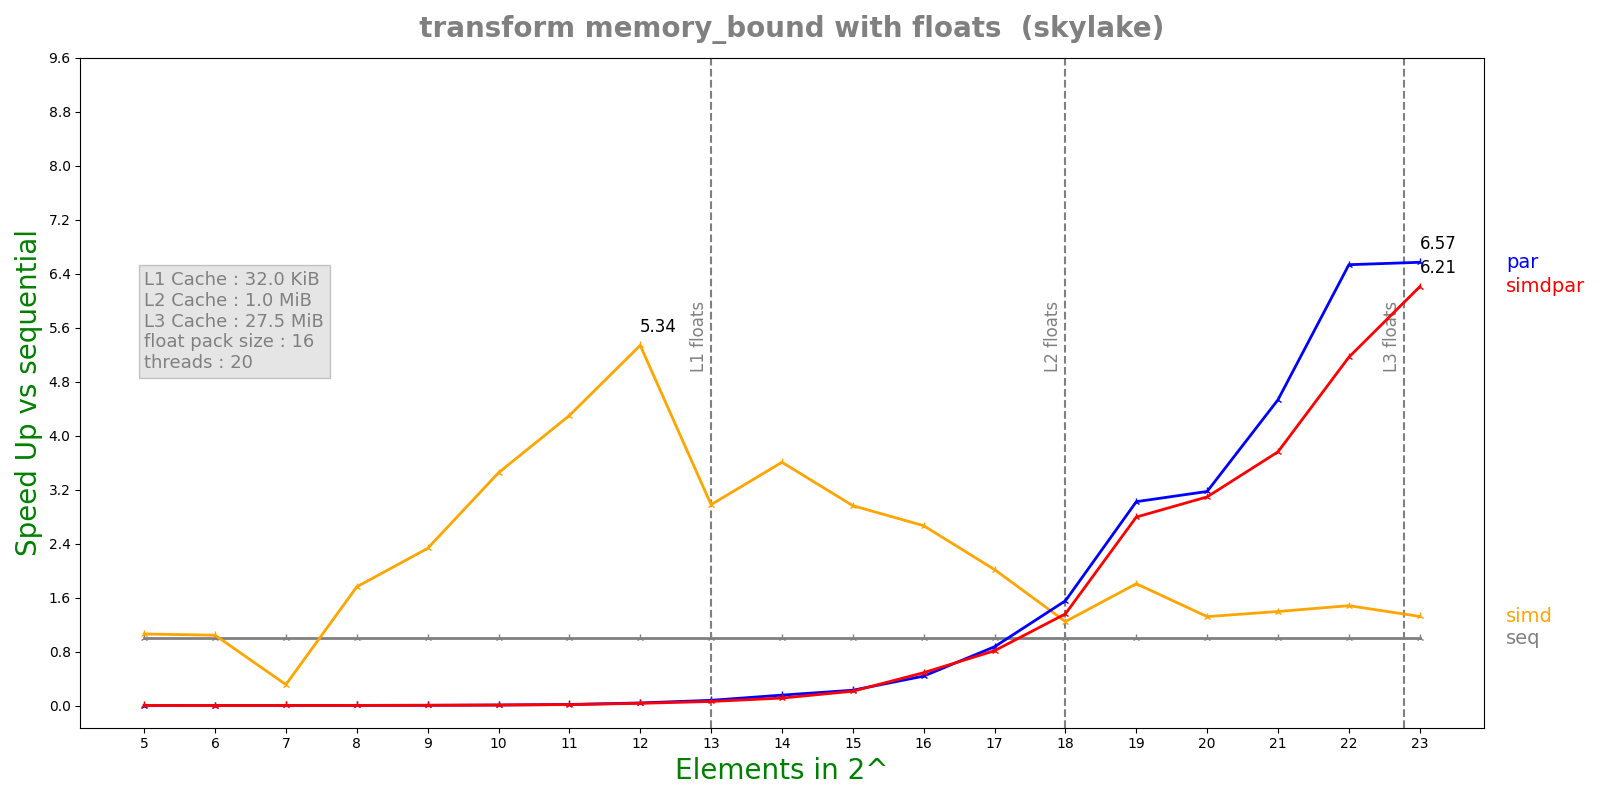 transform memory_bound with floats (skylake)
9.6
8.8
8.0
7.2
6.4
5.6
4.8
4.0
3.2
2.4
1.6
0.8
0.0
Speed Up vs sequential
L1 Cache : 32.0 KiB
L2 Cache : 1.0 MiB
L3 Cache : 27.5 MiB
float pack size : 16
threads : 20
5.34
L1 floats
L2 floats
L3 floats
6.57
6.21
par
simdpar
simd
seq
5 6 7 8 9 10 11 12 13 14 15 16 17 18 19 20 21 22 23
Elements in 2^